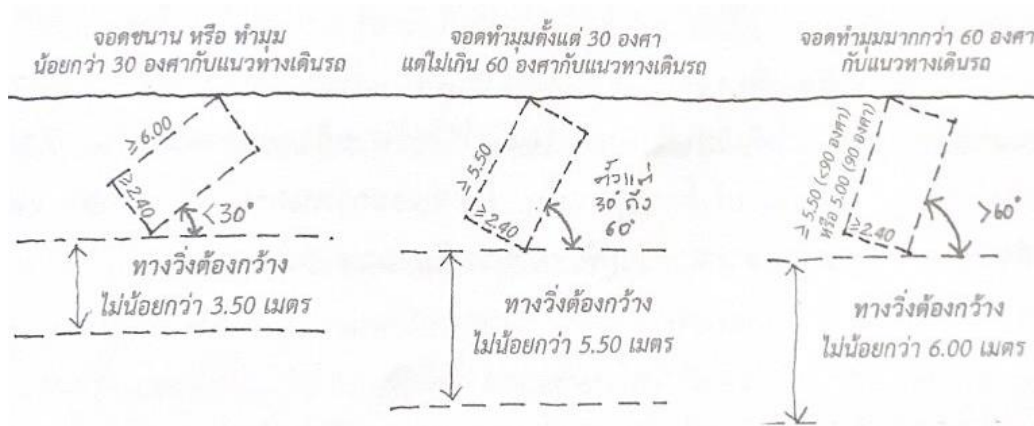 จอดขนาน หรือ ทำมุม
น้อยกว่า 30 องศากับแนวทางเดินรถ
≥6.00
≥2.40
<30°
ทางวิ่งต้องกว้าง
ไม่น้อยกว่า 3.50 เมตร
จอดทำมุมตั้งแต่ 30 องศา
แต่ไม่เกิน 60 องศากับแนวทางเดินรถ
≥5.50
≥2.40
ตั้งแต่
30° ถึง
60°
ทางวิ่งต้องกว้าง
ไม่น้อยกว่า 5.50 เมตร
จอดทำมุมมากกว่า 60 องศา
กับแนวทางเดินรถ
≥ 5.50 (<90 องศา)
หรือ 5.00 (90 องศา)
≥2.40
>60°
ทางวิ่งต้องกว้าง
ไม่น้อยกว่า 6.00 เมตร